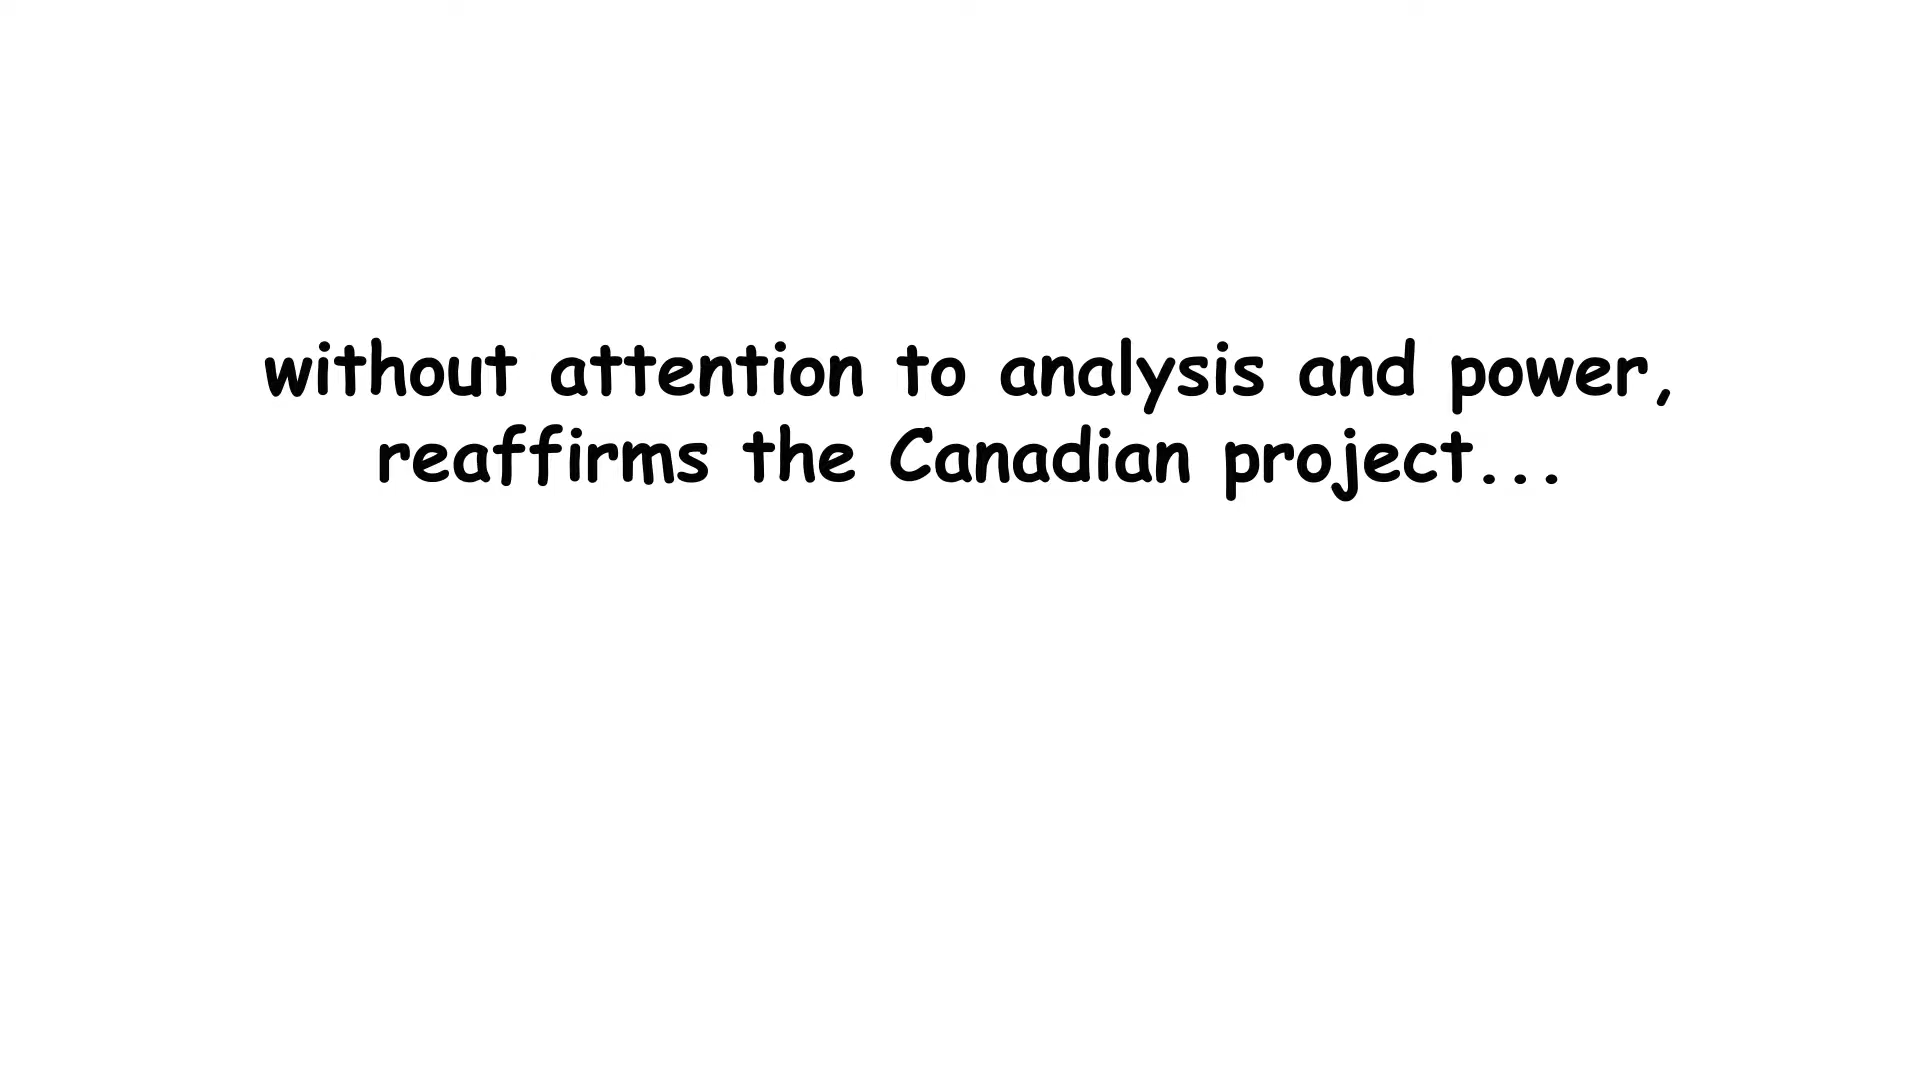 without attention to analysis and power,
reaffirms the Canadian project...